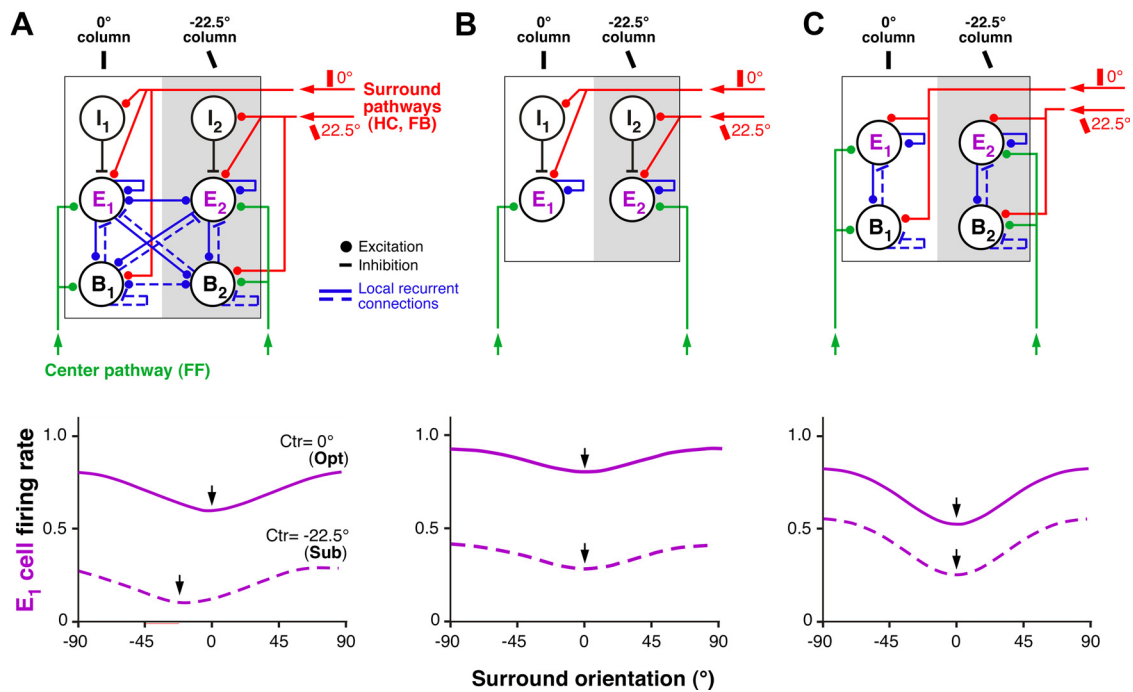 A
0°
column
-22.5°
column
I1
I2
E1
E2
B1
B2
0°
Surround
pathways
(HC, FB)
22.5°
Excitation
Inhibition
Local recurrent
connections
Center pathway (FF)
B
0°
column
-22.5°
column
I1
I2
E1
E2
0°
22.5°
C
0°
column
-22.5°
column
E1
E2
B1
B2
0°
22.5°
E1 cell firing rate
1.0
0.5
0
Ctr= 0°
(Opt)
Ctr= -22.5°
(Sub)
-90 -45 0 45 90
1.0
0.5
0
-90 -45 0 45 90
1.0
0.5
0
-90 -45 0 45 90
Surround orientation (°)